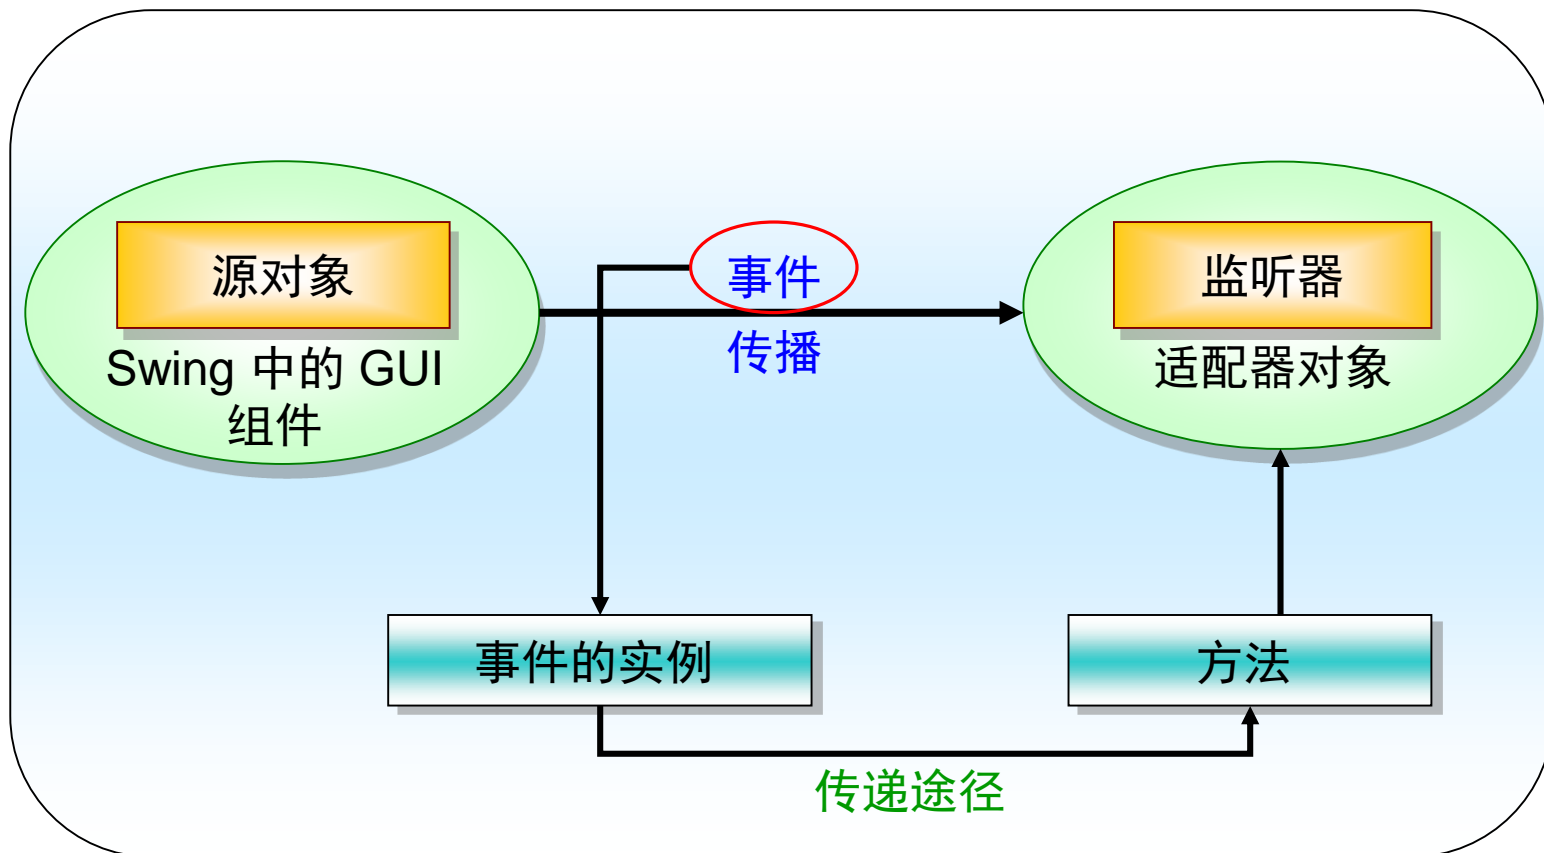 源对象
Swing 中的 GUI
组件
事件
传播
监听器
适配器对象
事件的实例
方法
传递途径